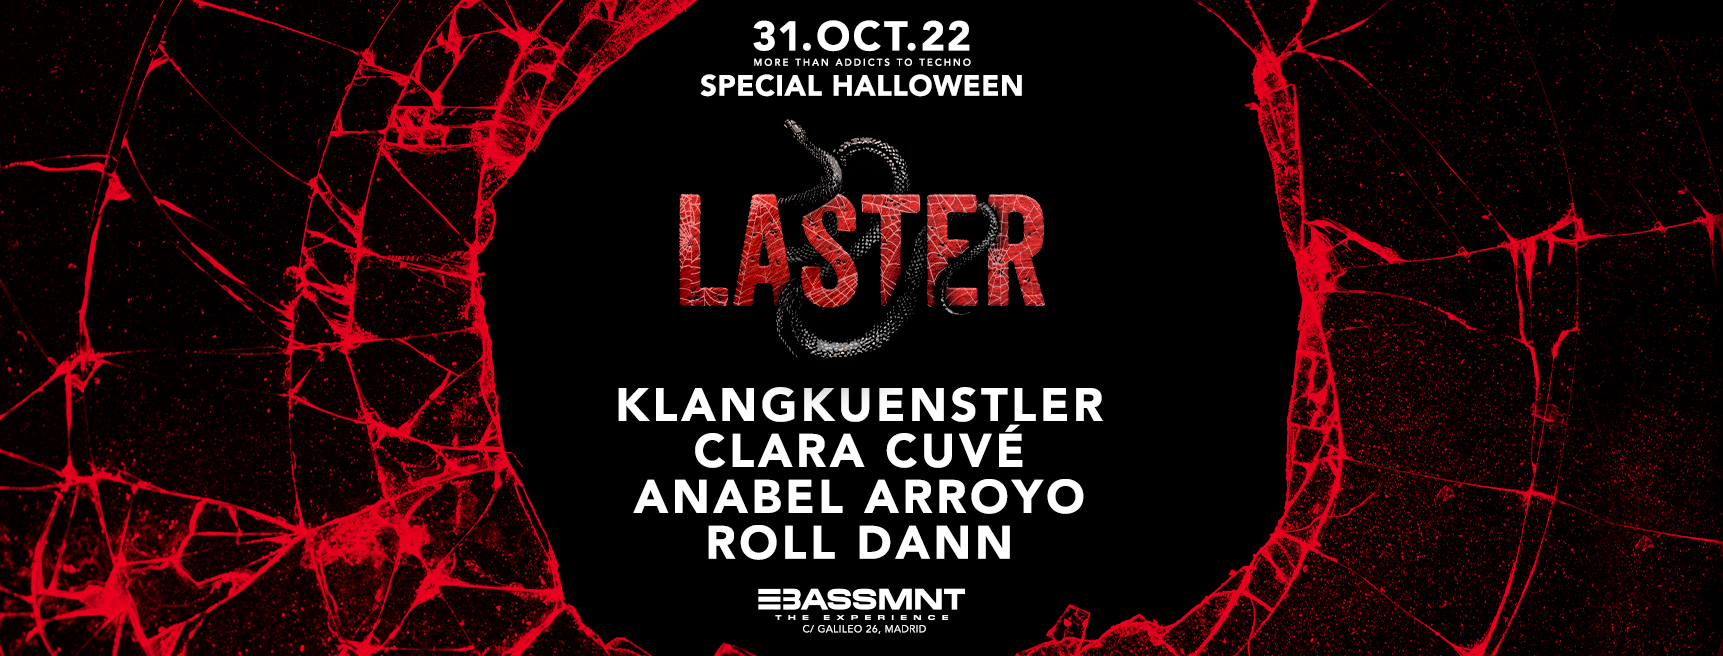 31.OCT.22
MORE THAN ADDICTS TO TECHNO
SPECIAL HALLOWEEN
LASTER
KLANGKUENSTLER
CLARA CUVÉ
ANABEL ARROYO
ROLL DANN
BASSMNT
THE EXPERIENCE
C/ GALILEO 26, MADRID